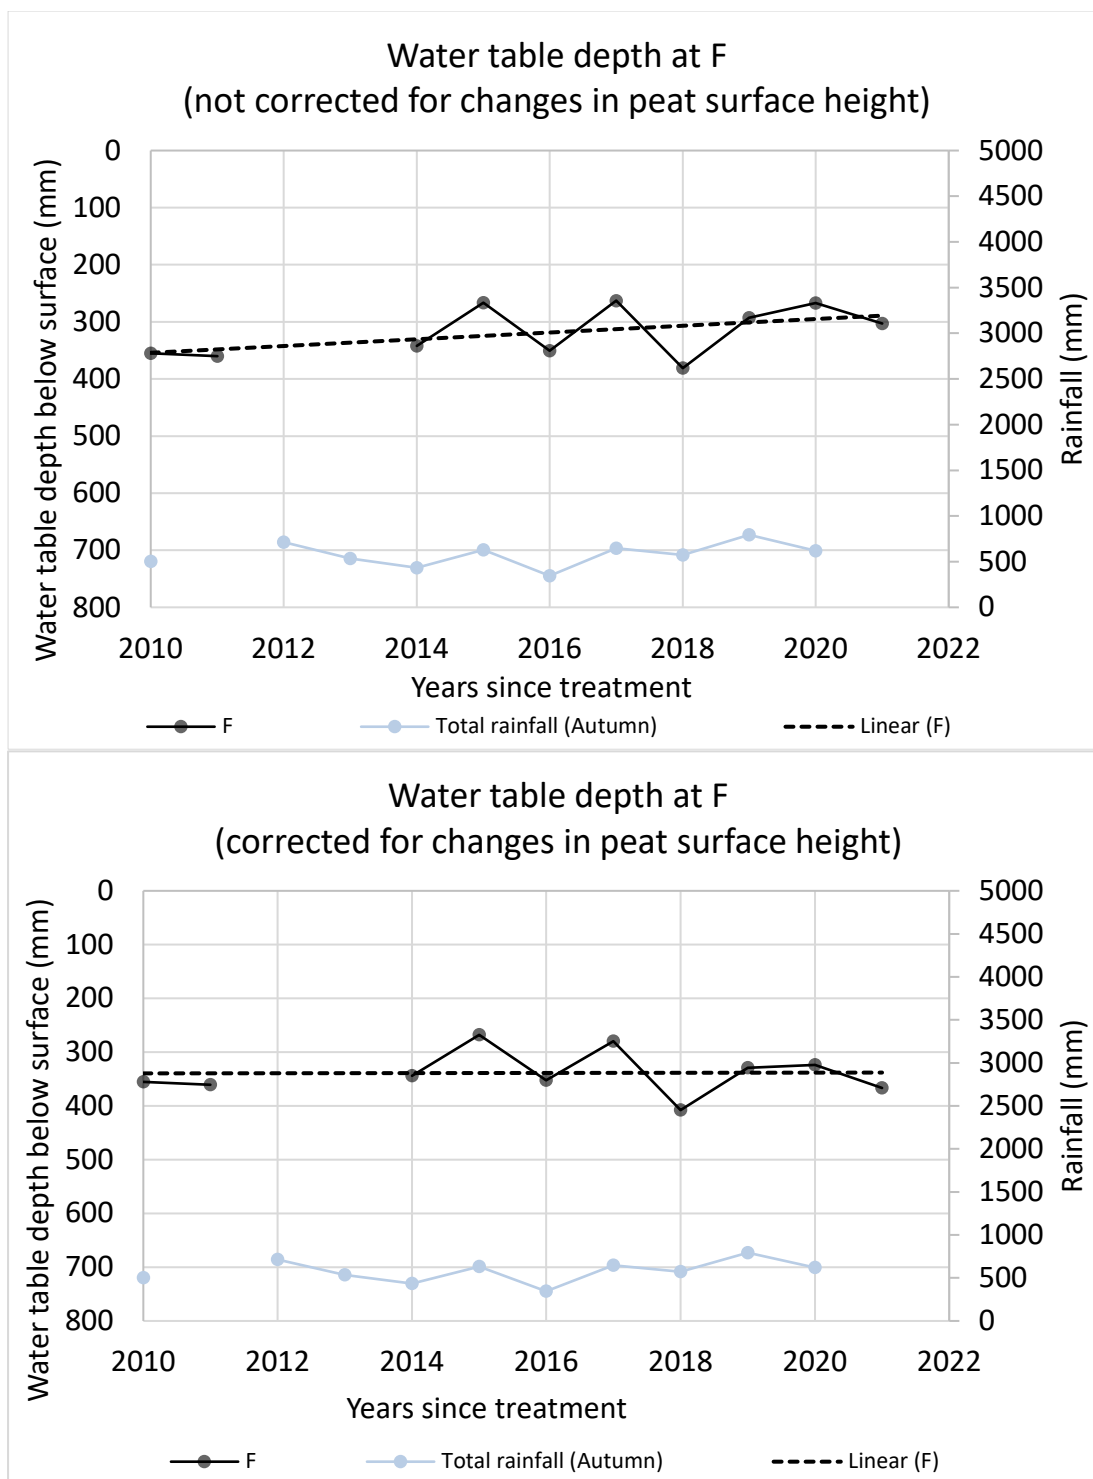 Water table depth at F
(not corrected for changes in peat surface height)
Water table depth below surface (mm)
0
100
200
300
400
500
600
700
800
5000
4500
4000
3500
3000
2500
2000
1500
1000
500
0
Rainfall (mm)
2010 2012 2014 2016 2018 2020 2022
Years since treatment
F Total rainfall (Autumn) Linear (F)
Water table depth at F
(corrected for changes in peat surface height)
Water table depth below surface (mm)
0
100
200
300
400
500
600
700
800
5000
4500
4000
3500
3000
2500
2000
1500
1000
500
0
Rainfall (mm)
2010 2012 2014 2016 2018 2020 2022
Years since treatment
F Total rainfall (Autumn) Linear (F)